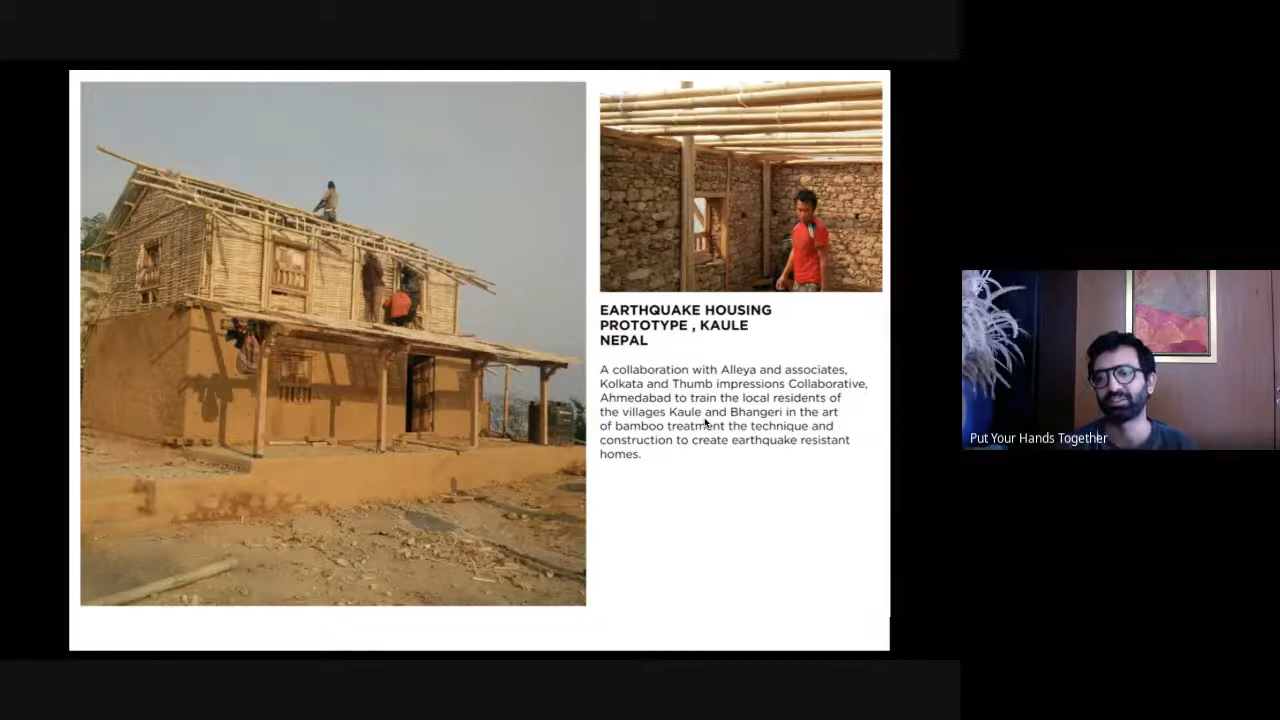 EARTHQUAKE HOUSING
PROTOTYPE , KAULE
NEPAL
A collaboration with Alleya and associates,
Kolkata and Thumb impressions Collaborative,
Ahmedabad to train the local residents of
the villages Kaule and Bhangeri in the art
of bamboo treatment the technique and
construction to create earthquake resistant
homes.
Put Your Hands Together